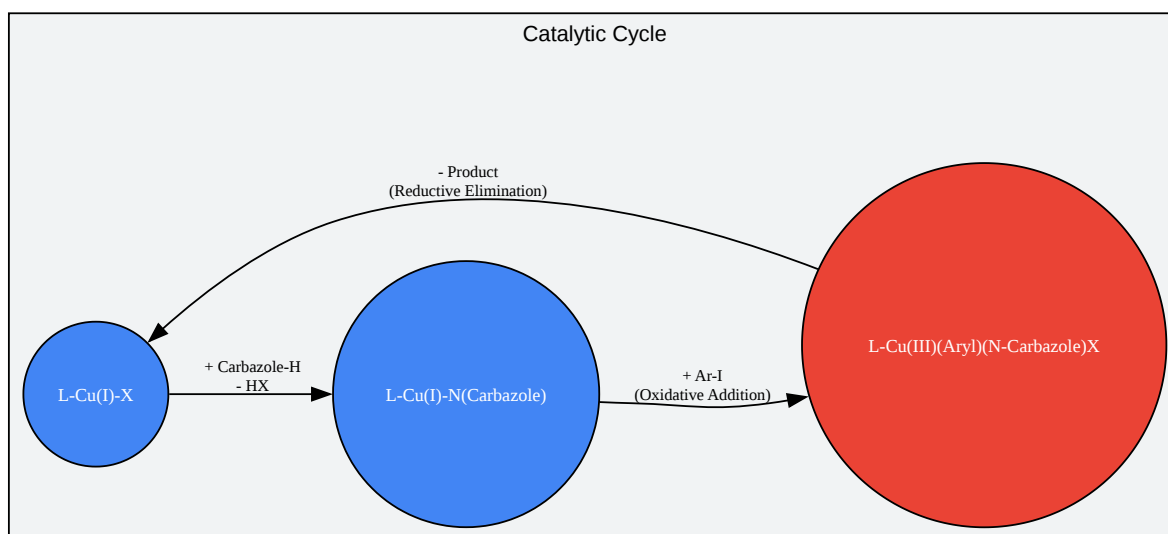 Catalytic Cycle
- Product
(Reductive Elimination)
L-Cu(III)(Aryl)(N-Carbazole)X
+ Carbazole-H
- HX
L-Cu(I)-X
L-Cu(I)-N(Carbazole)
+ Ar-I
(Oxidative Addition)